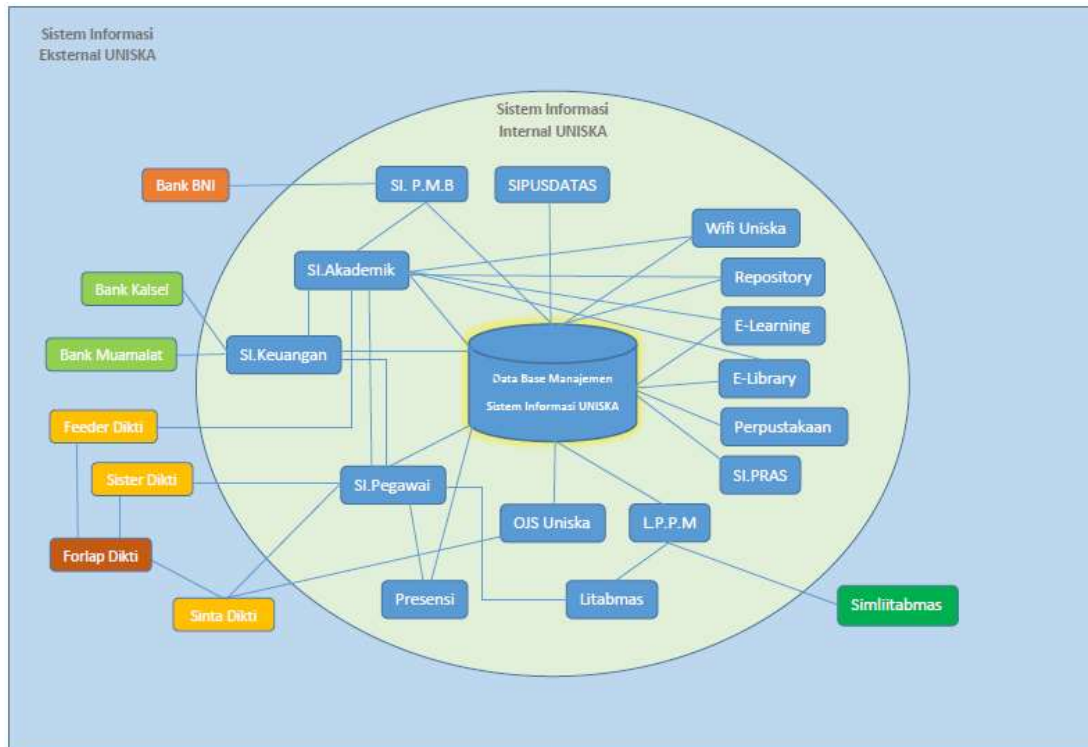 Sistem Informasi
Eksternal UNISKA
Sistem Informasi
Internal UNISKA
Bank BNI
SI. P.M.B
SIPUSDATAS
Wifi Uniska
SI.Akademik
Repository
Bank Kalsel
E-Learning
Bank Muamalat
SI.Keuangan
Data Base Manajemen
Sistem Informasi UNISKA
E-Library
Feeder Dikti
Perpustakaan
Sister Dikti
SI.Pegawai
SI.PRAS
OJS Uniska
L.P.P.M
Forlap Dikti
Sinta Dikti
Presensi
Litabmas
Simliitabmas